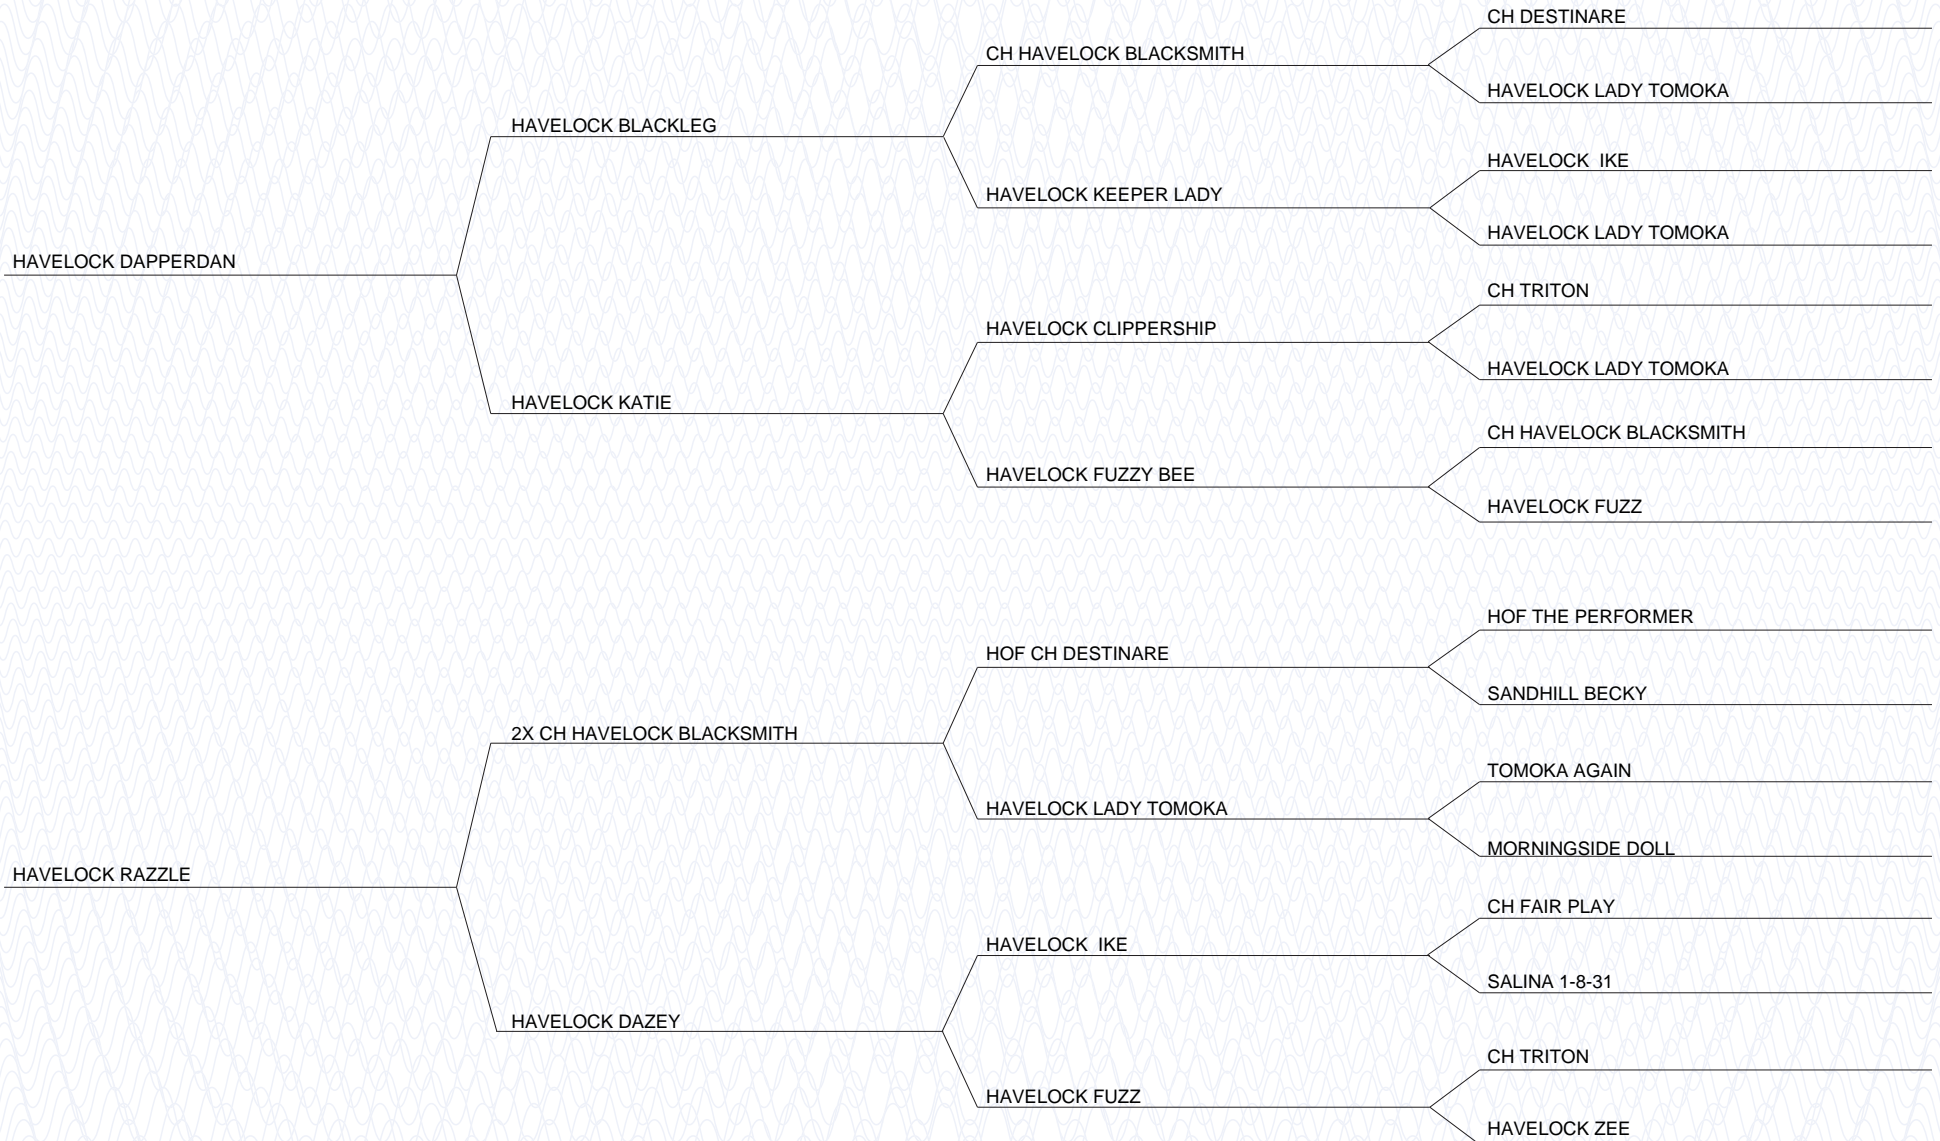 CH DESTINARE
CH HAVELOCK BLACKSMITH
HAVELOCK LADY TOMOKA
HAVELOCK BLACKLEG
HAVELOCK  IKE
HAVELOCK KEEPER LADY
HAVELOCK LADY TOMOKA
HAVELOCK DAPPERDAN
CH TRITON
HAVELOCK CLIPPERSHIP
HAVELOCK LADY TOMOKA
HAVELOCK KATIE
CH HAVELOCK BLACKSMITH
HAVELOCK FUZZY BEE
HAVELOCK FUZZ
HOF THE PERFORMER
HOF CH DESTINARE
SANDHILL BECKY
2X CH HAVELOCK BLACKSMITH
TOMOKA AGAIN
HAVELOCK LADY TOMOKA
MORNINGSIDE DOLL
HAVELOCK RAZZLE
CH FAIR PLAY
HAVELOCK  IKE
SALINA 1-8-31
HAVELOCK DAZEY
CH TRITON
HAVELOCK FUZZ
HAVELOCK ZEE